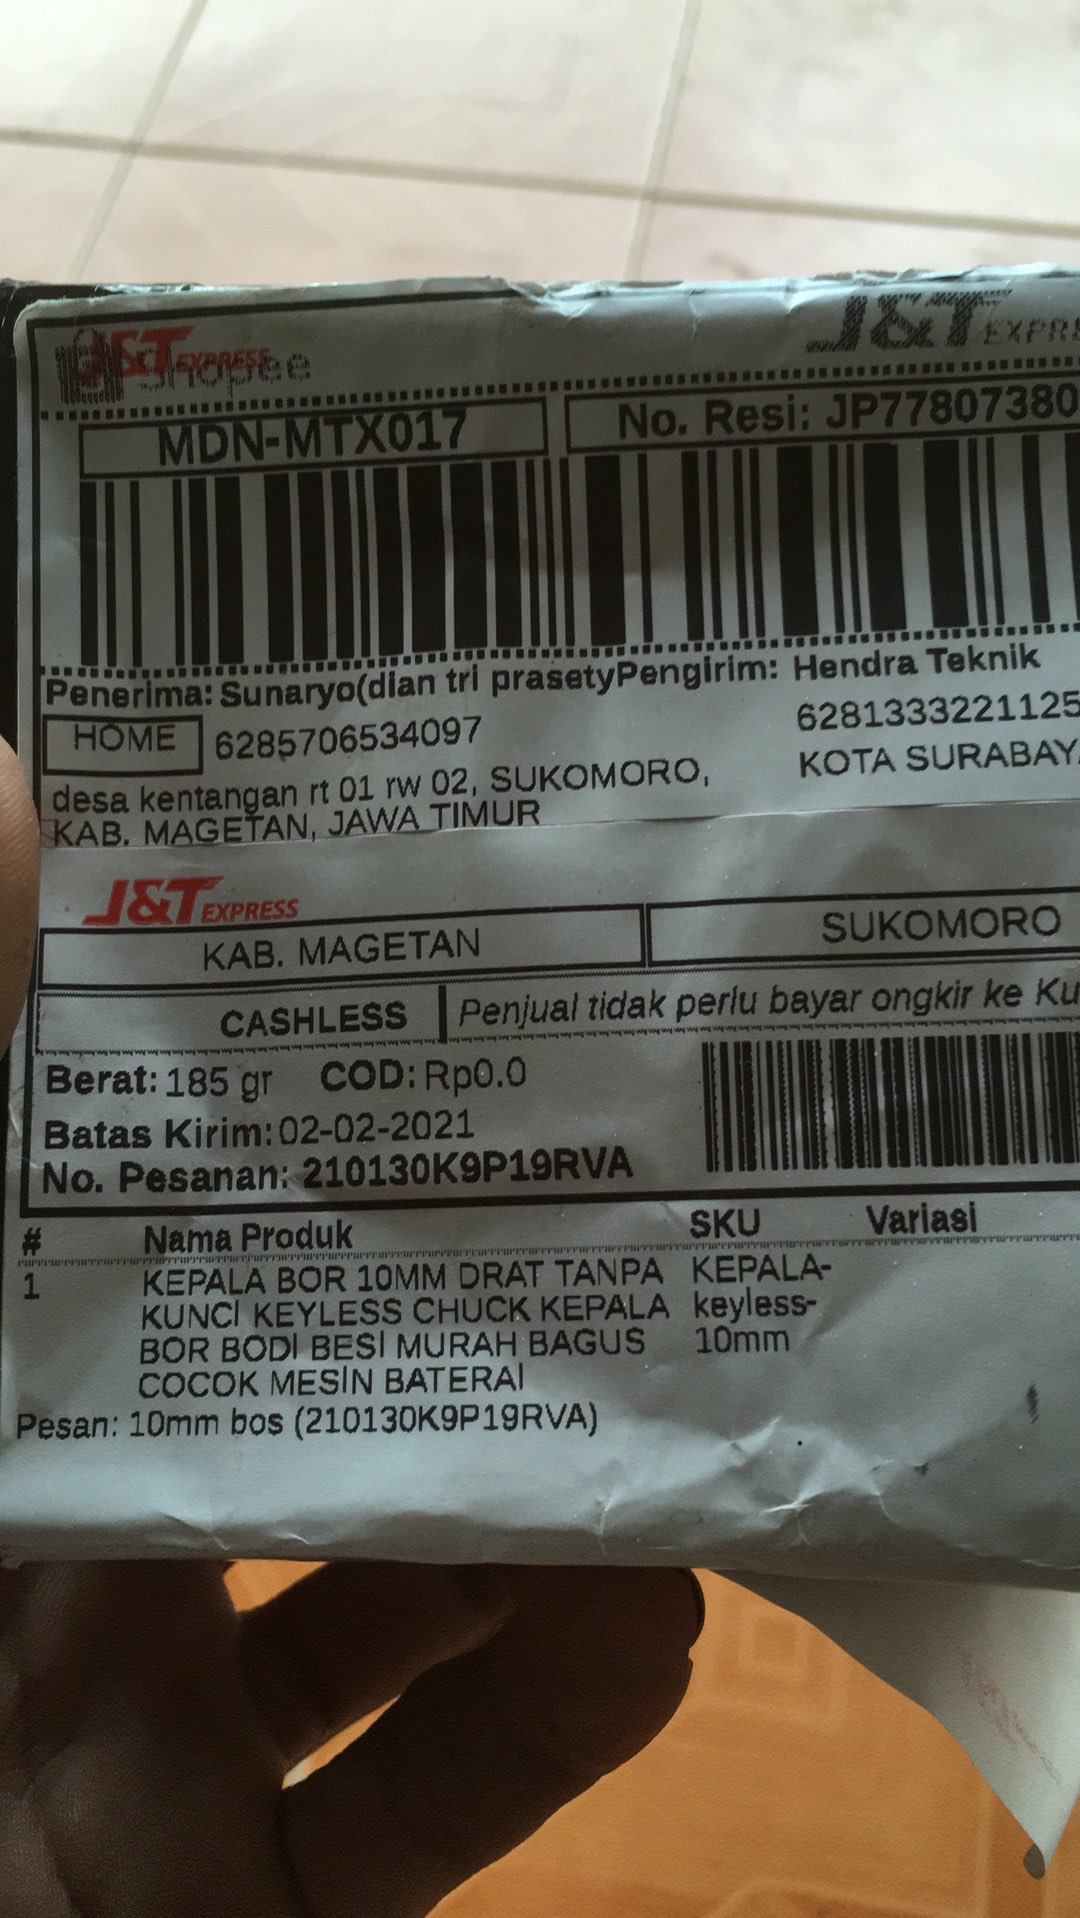 J&T EXPRESS Shopee
J&T EXPRE
MDN-MTX017
No. Resi: JP77807380
Penerima: Sunaryo(dian tri prasetyPengirim: Hendra Teknik
HOME 6285706534097
6281333221125
desa kentangan rt 01 rw 02, SUKOMORO,
KAB. MAGETAN, JAWA TIMUR
KOTA SURABAY
J&T EXPRESS
KAB. MAGETAN
SUKOMORO
CASHLESS
Penjual tidak perlu bayar ongkir ke Ku
Berat: 185 gr COD: Rp0.0
Batas Kirim: 02-02-2021
No. Pesanan: 210130K9P19RVA
# Nama Produk SKU Variasi
1 KEPALA BOR 10MM DRAT TANPA KEPALA-
KUNCI KEYLESS CHUCK KEPALA keyless-
BOR BODI BESI MURAH BAGUS 10mm
COCOK MESIN BATERAI
Pesan: 10mm bos (210130K9P19RVA)